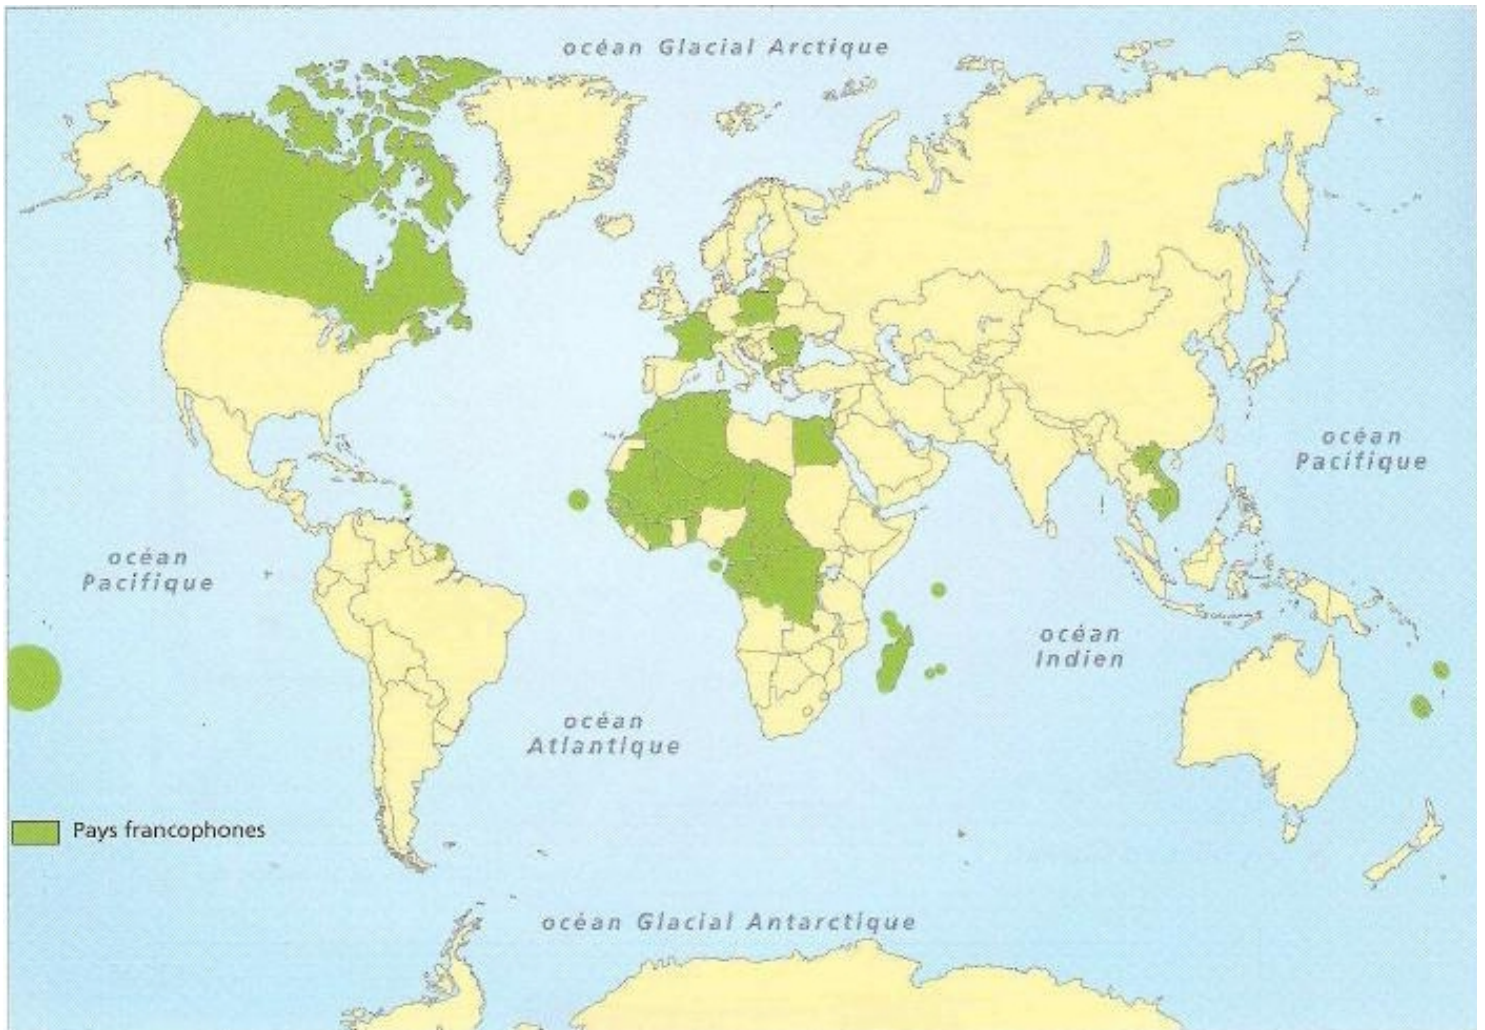 océan Glacial Arctique
océan
Pacifique
océan
Pacifique
océan
Indien
océan
Atlantique
Pays francophones
océan Glacial Antarctique